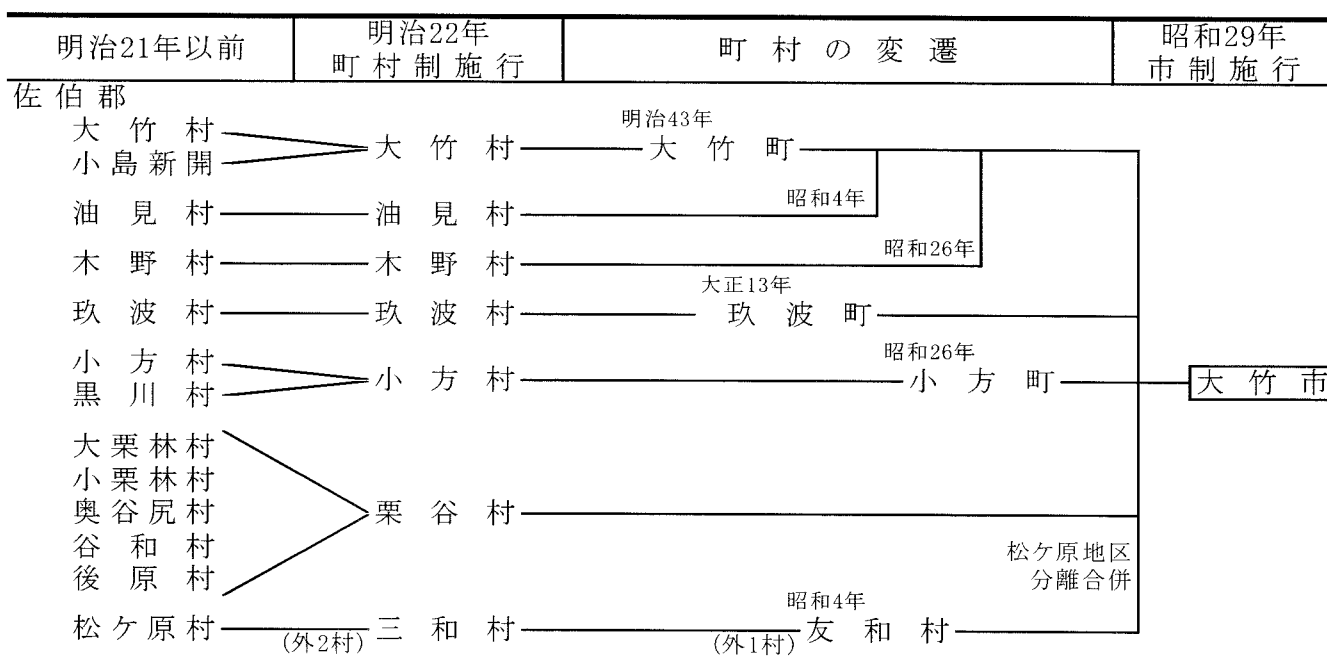 明治21年以前 明治22年 町村制施行 町村の変遷 昭和29年 市制施行
佐伯郡
大竹村
小島新開
大竹村
明治43年
大竹町
油見村 油見村 昭和4年
木野村 木野村 昭和26年
大正13年
玖波村 玖波村 玖波町
小方村
黒川村
小方村
昭和26年
小方町
大竹市
大栗林村
小栗林村
奥谷尻村
谷和村
後原村
栗谷村
松ケ原地区
分離合併
昭和4年
松ケ原村 (外2村) 三和村 (外1村) 友和村